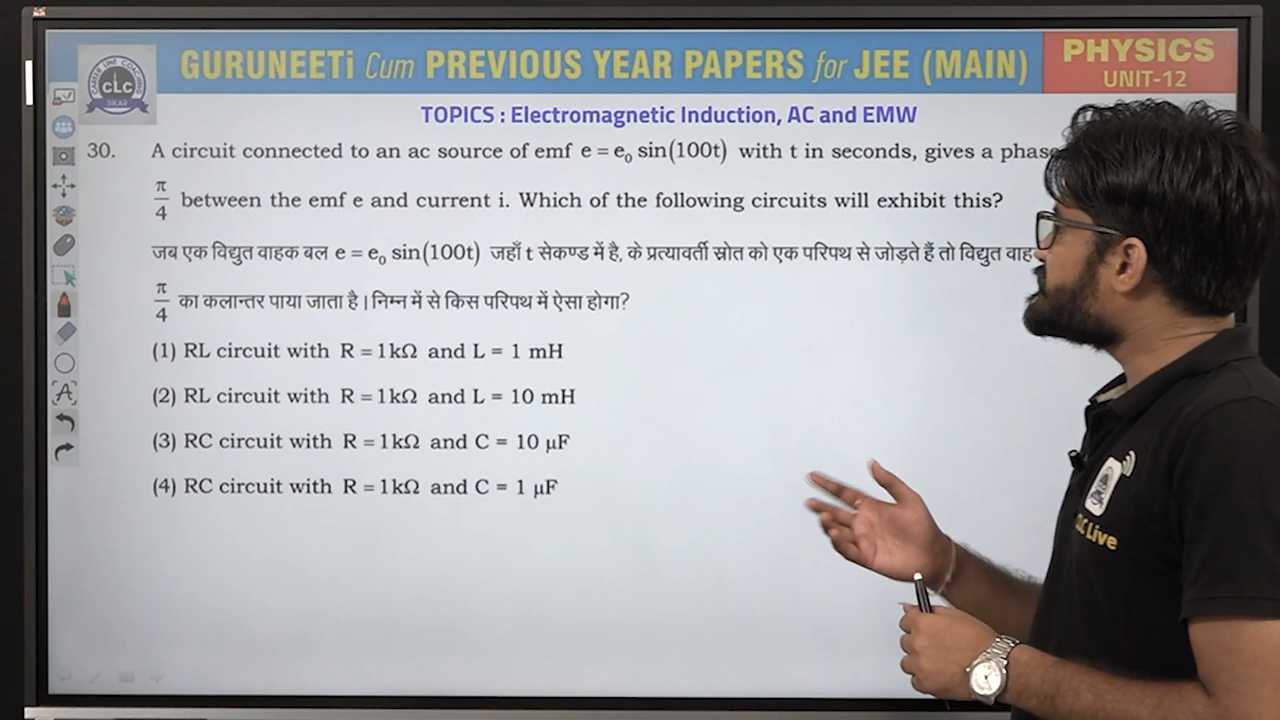 GURUNEETi Cum PREVIOUS YEAR PAPERS for JEE (MAIN)
PHYSICS
UNIT-12
CLC
SIKAR
TOPICS : Electromagnetic Induction, AC and EMW
30. A circuit connected to an ac source of emf e = e₀ sin(100t) with t in seconds, gives a phase
π/4 between the emf e and current i. Which of the following circuits will exhibit this?
जब एक विद्युत वाहक बल e = e₀ sin(100t) जहाँ t सेकण्ड में है, के प्रत्यावर्ती स्रोत को एक परिपथ से जोड़ते हैं तो विद्युत
π/4 का कलान्तर पाया जाता है। निम्न में से किस परिपथ में ऐसा होगा?
(1) RL circuit with R = 1kΩ and L = 1 mH
(2) RL circuit with R = 1kΩ and L = 10 mH
(3) RC circuit with R = 1kΩ and C = 10 µF
(4) RC circuit with R = 1kΩ and C = 1 µF
Live